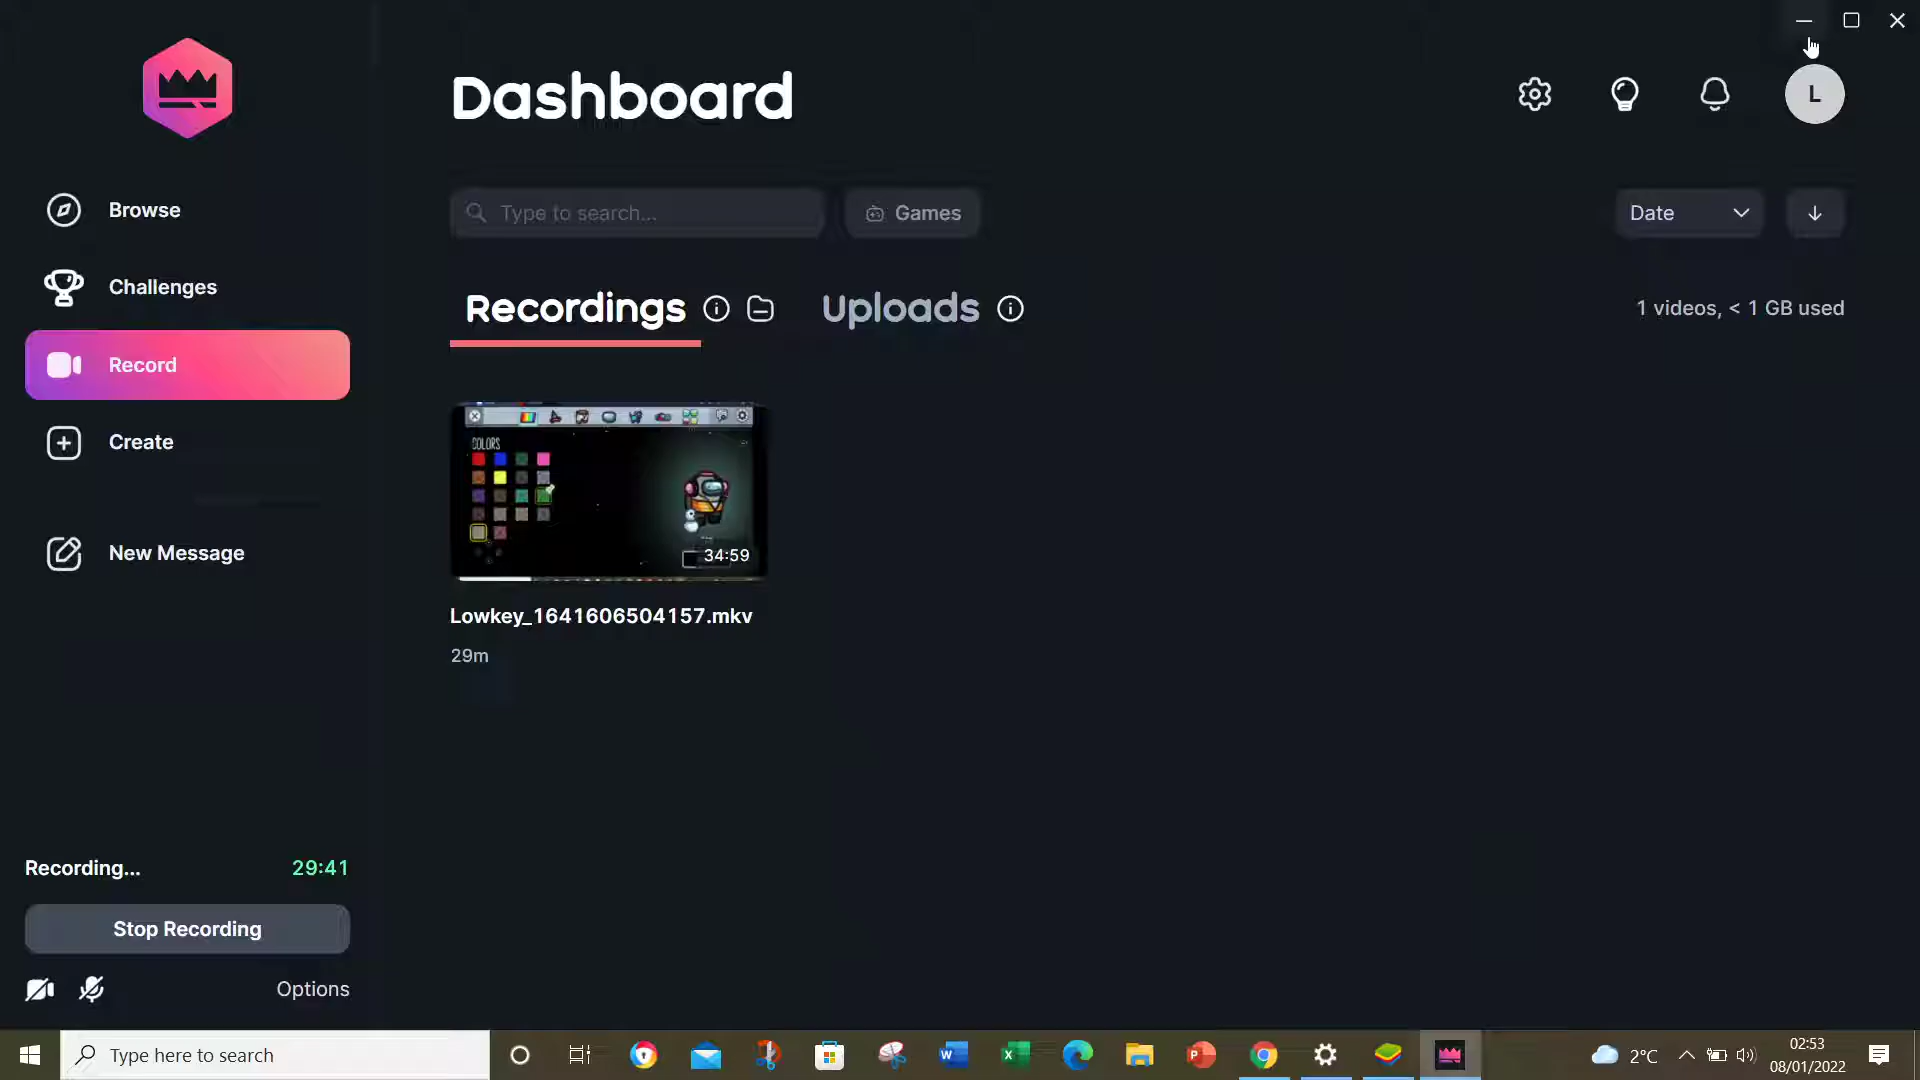 Dashboard
L
Browse
Type to search...
Games
Date
Challenges
Recordings
Uploads
1 videos, < 1 GB used
Record
COLORS
Create
New Message
34:59
Lowkey_1641606504157.mkv
29m
Recording...
29:41
Stop Recording
Options
Type here to search
2°C
02:53
08/01/2022